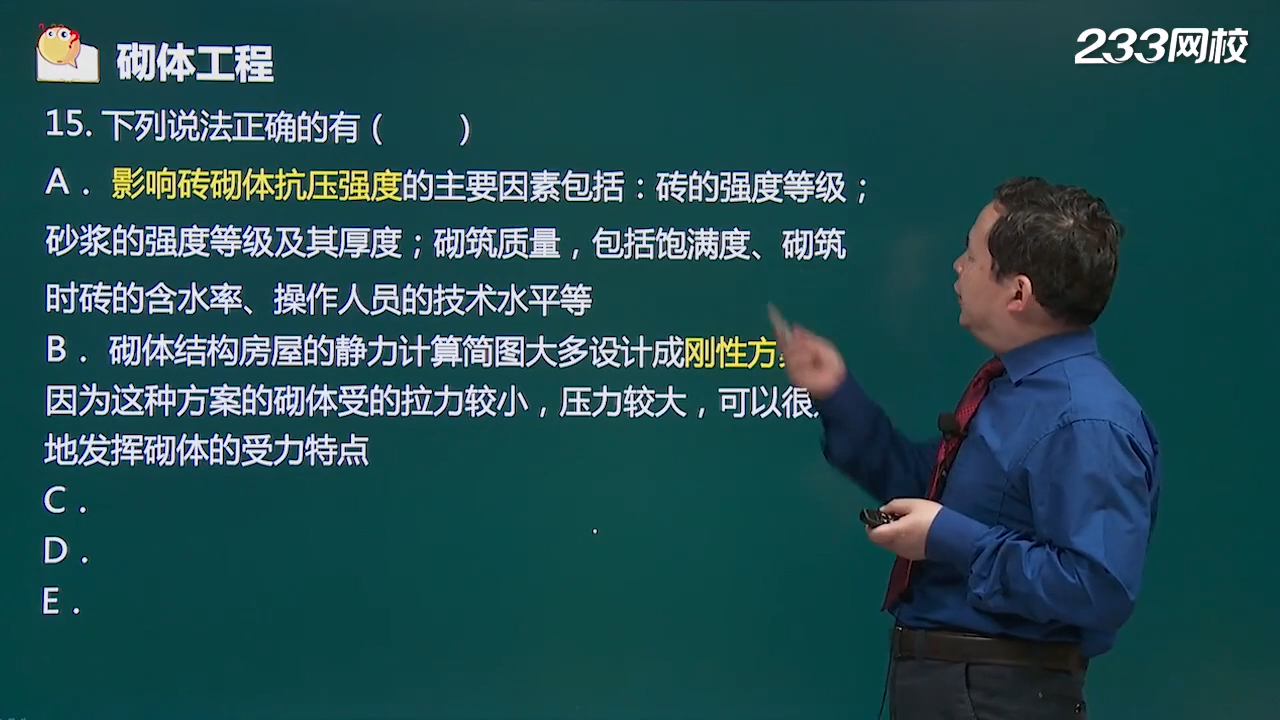 233网校
砌体工程
15. 下列说法正确的有（　　）
A．影响砖砌体抗压强度的主要因素包括：砖的强度等级；
砂浆的强度等级及其厚度；砌筑质量，包括饱满度、砌筑
时砖的含水率、操作人员的技术水平等
B．砌体结构房屋的静力计算简图大多设计成刚性方
因为这种方案的砌体受的拉力较小，压力较大，可以很
地发挥砌体的受力特点
C．
D．
E．